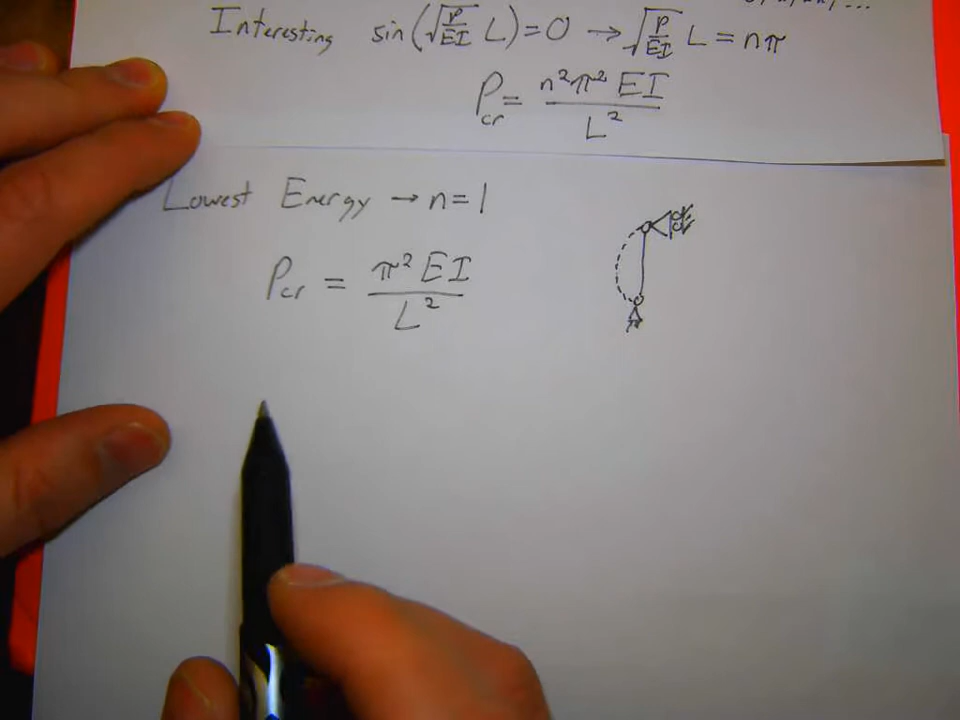 Interesting sin(√(P/EI) L) = 0 → √(P/EI) L = nπ
P_cr = n²π² EI / L²
Lowest Energy → n = 1
P_cr = π² EI / L²